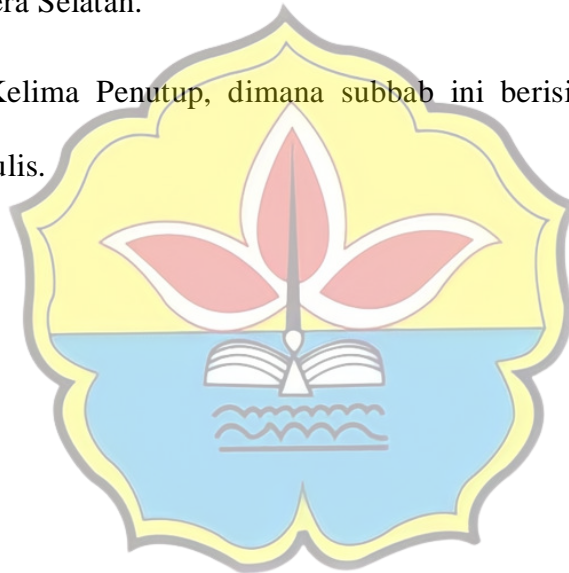 era Selatan.
Kelima Penutup, dimana subbab ini berisi
ulis.